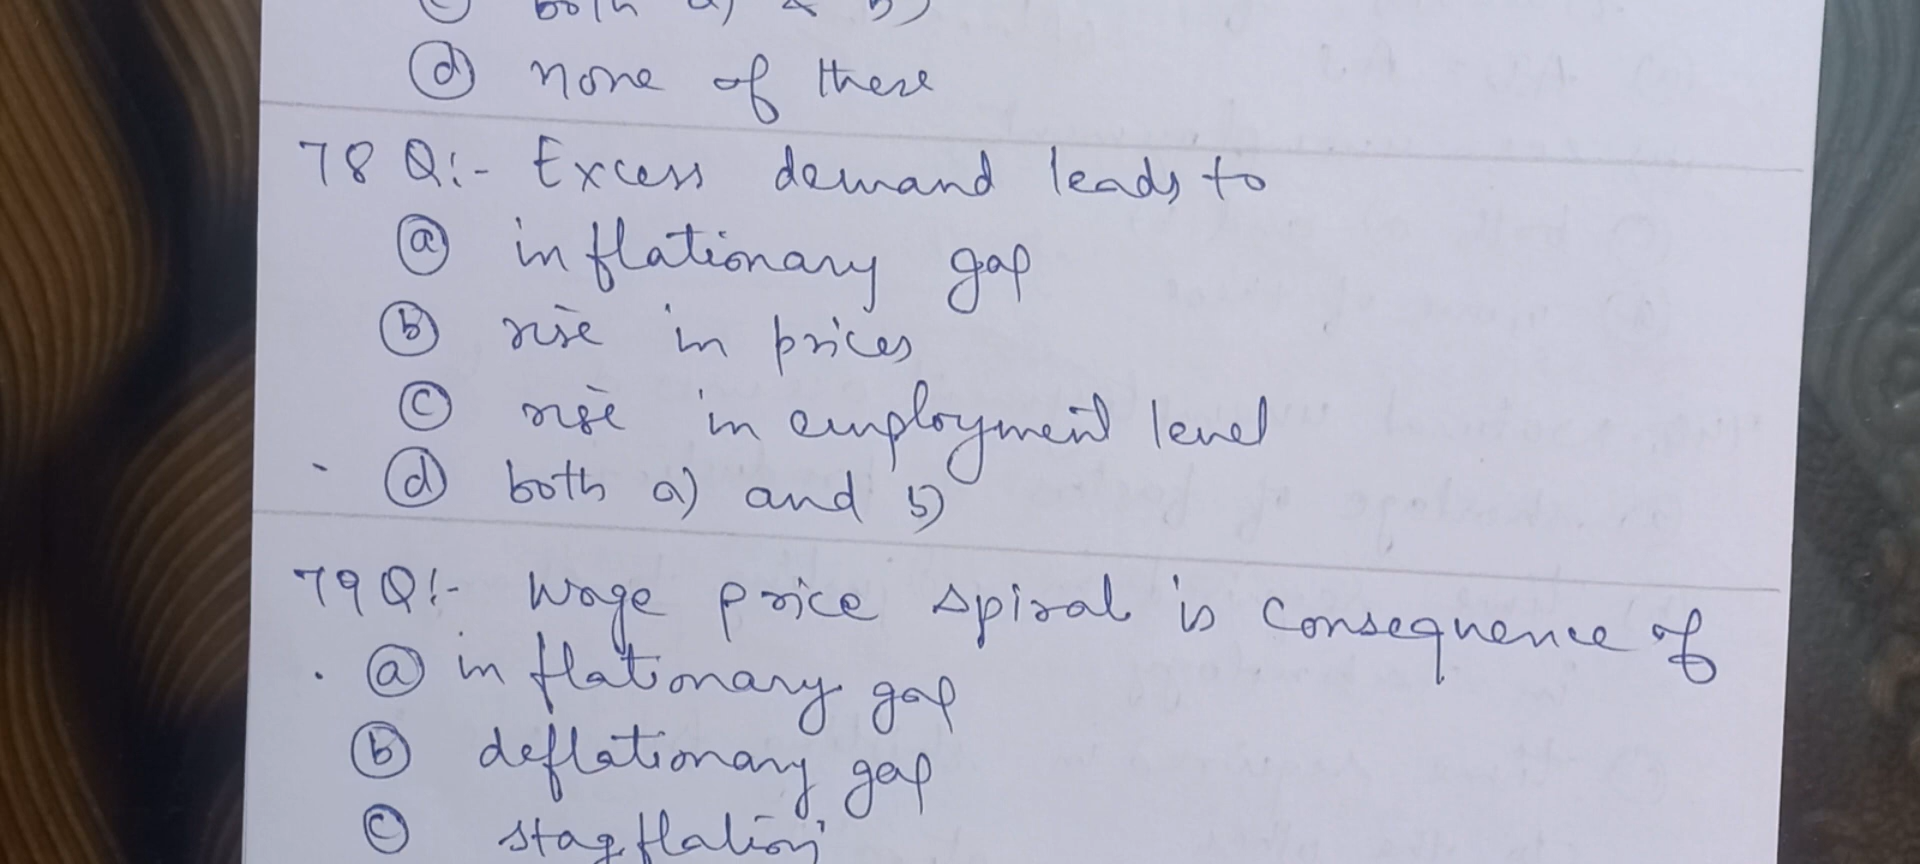 c both a) & b)
d none of these
78 Q:- Excess demand leads to
a inflationary gap
b rise in prices
c rise in employment level
d both a) and b)
79 Q:- Wage price spiral is consequence of
a inflationary gap
b deflationary gap
c stagflation